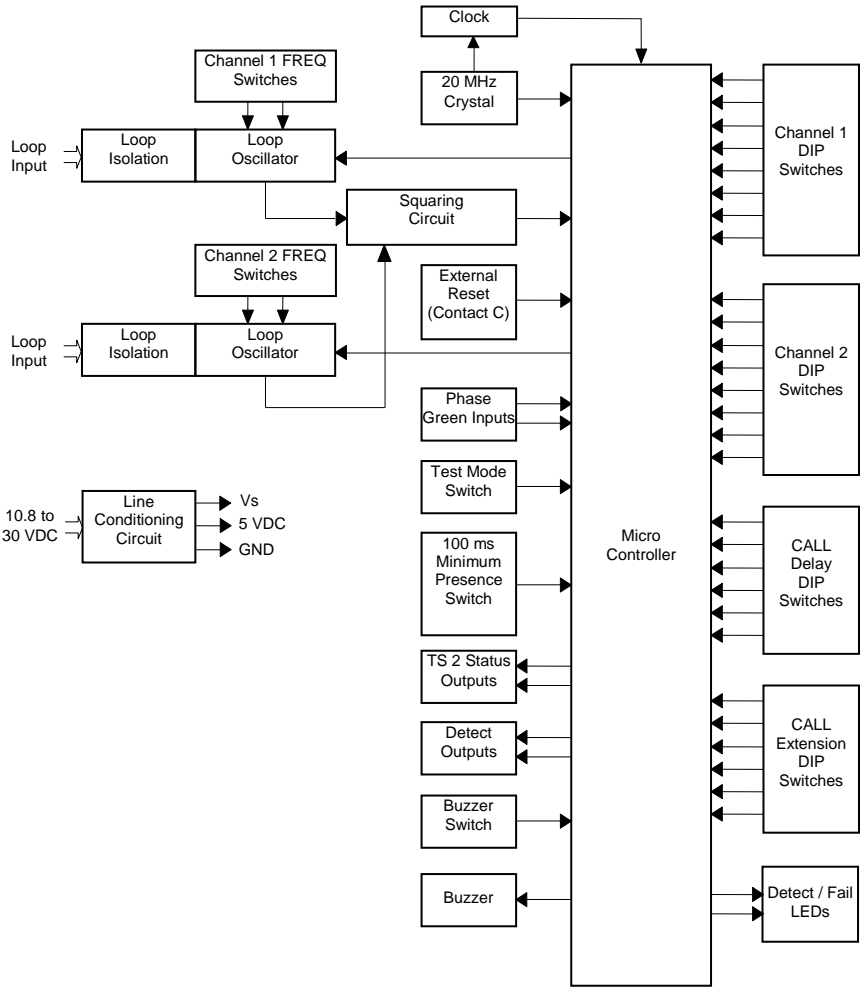 Clock
Channel 1 FREQ
Switches
20 MHz
Crystal
Loop
Input
Loop
Isolation
Loop
Oscillator
Channel 1
DIP
Switches
Squaring
Circuit
Channel 2 FREQ
Switches
External
Reset
(Contact C)
Loop
Input
Loop
Isolation
Loop
Oscillator
Channel 2
DIP
Switches
Phase
Green Inputs
Test Mode
Switch
10.8 to
30 VDC
Line
Conditioning
Circuit
Vs
5 VDC
GND
100 ms
Minimum
Presence
Switch
Micro
Controller
CALL
Delay
DIP
Switches
TS 2 Status
Outputs
Detect
Outputs
CALL
Extension
DIP
Switches
Buzzer
Switch
Buzzer
Detect / Fail
LEDs